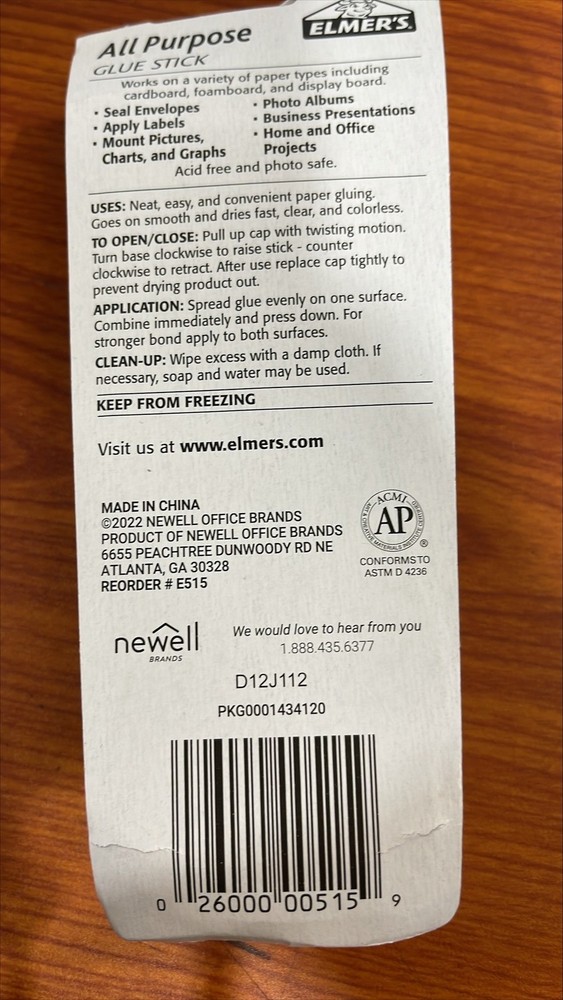 All Purpose
GLUE STICK
ELMER'S®
Works on a variety of paper types including
cardboard, foamboard, and display board.
• Seal Envelopes
• Apply Labels
• Mount Pictures,
Charts, and Graphs
• Photo Albums
• Business Presentations
• Home and Office
Projects
Acid free and photo safe.
USES: Neat, easy, and convenient paper gluing.
Goes on smooth and dries fast, clear, and colorless.
TO OPEN/CLOSE: Pull up cap with twisting motion.
Turn base clockwise to raise stick - counter
clockwise to retract. After use replace cap tightly to
prevent drying product out.
APPLICATION: Spread glue evenly on one surface.
Combine immediately and press down. For
stronger bond apply to both surfaces.
CLEAN-UP: Wipe excess with a damp cloth. If
necessary, soap and water may be used.
KEEP FROM FREEZING
Visit us at www.elmers.com
MADE IN CHINA
©2022 NEWELL OFFICE BRANDS
PRODUCT OF NEWELL OFFICE BRANDS
6655 PEACHTREE DUNWOODY RD NE
ATLANTA, GA 30328
REORDER # E515
ACMI
AP
ART & CREATIVE MATERIALS INSTITUTE CERTIFIED
®
CONFORMS TO
ASTM D 4236
newell
BRANDS
We would love to hear from you
1.888.435.6377
D12J112
PKG0001434120
0 26000 00515 9